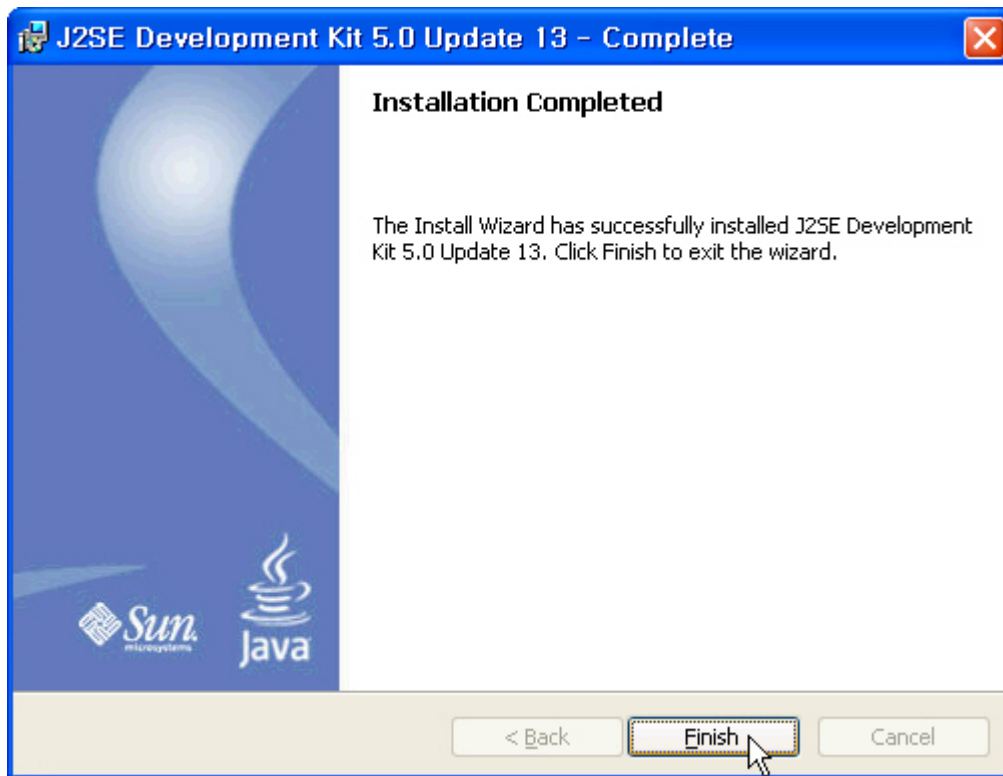 J2SE Development Kit 5.0 Update 13 - Complete
Installation Completed
The Install Wizard has successfully installed J2SE Development
Kit 5.0 Update 13. Click Finish to exit the wizard.
Sun
microsystems
Java
< Back
Finish
Cancel